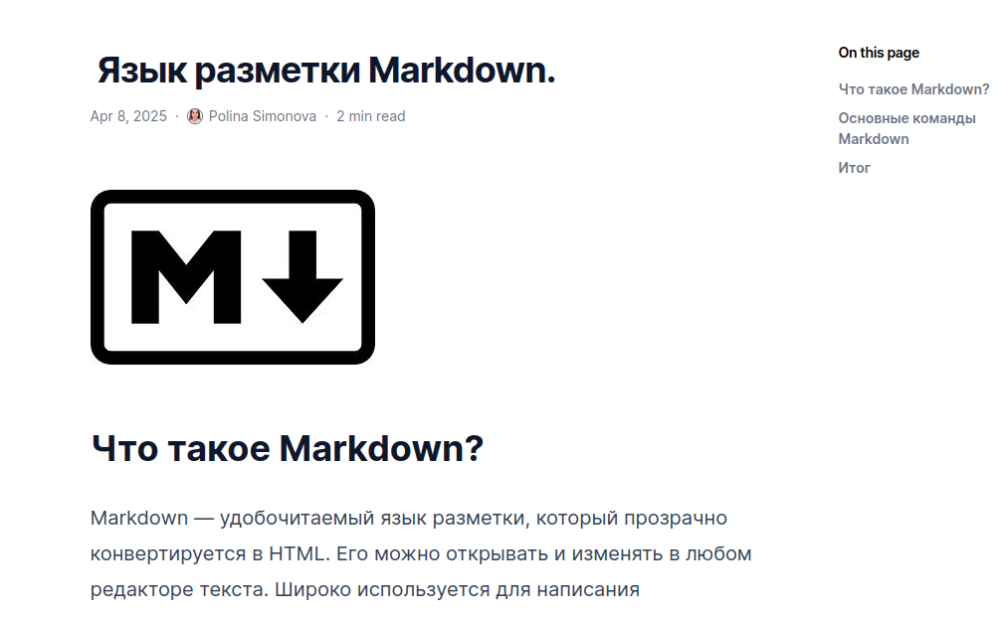 Язык разметки Markdown.
Apr 8, 2025 · Polina Simonova · 2 min read
On this page
Что такое Markdown?
Основные команды
Markdown
Итог
M
Что такое Markdown?
Markdown — удобочитаемый язык разметки, который прозрачно
конвертируется в HTML. Его можно открывать и изменять в любом
редакторе текста. Широко используется для написания